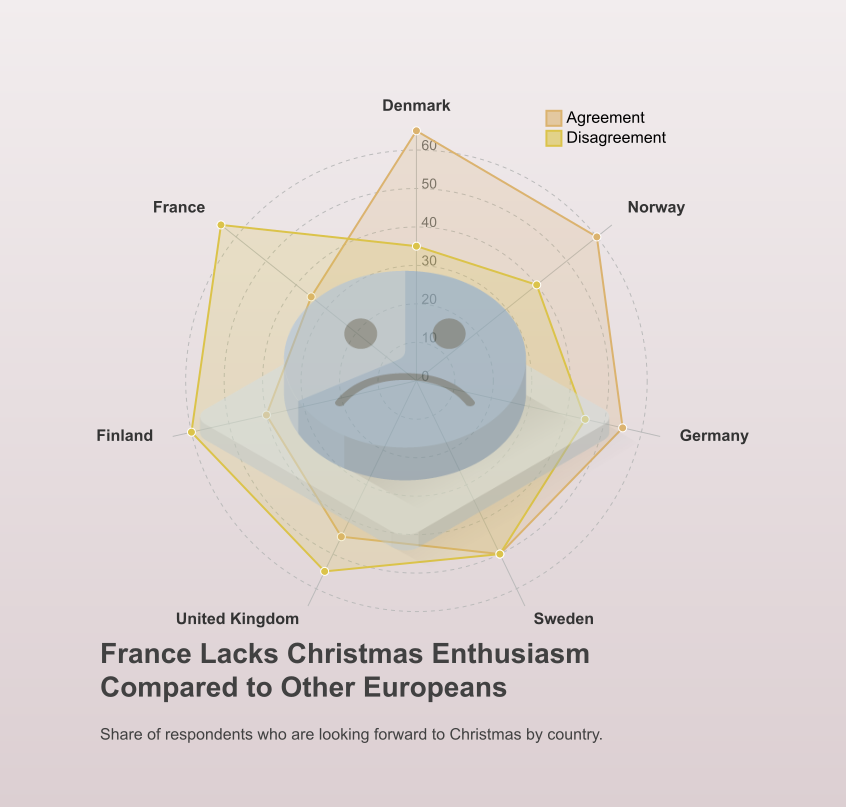 Denmark
Agreement
Disagreement
60
50
40
30
20
10
0
France
Norway
Finland
Germany
United Kingdom
Sweden
France Lacks Christmas Enthusiasm
Compared to Other Europeans
Share of respondents who are looking forward to Christmas by country.